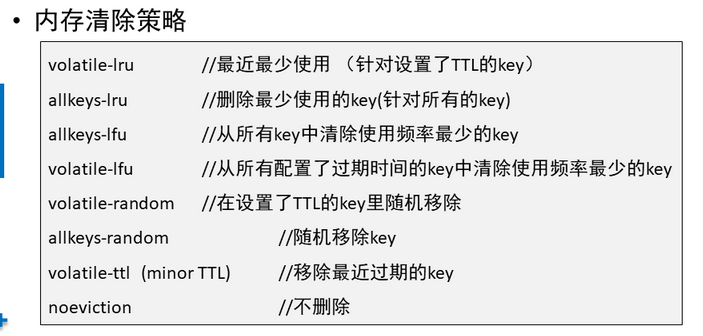 • 内存清除策略
volatile-lru //最近最少使用 （针对设置了TTL的key）
allkeys-lru //删除最少使用的key(针对所有的key)
allkeys-lfu //从所有key中清除使用频率最少的key
volatile-lfu //从所有配置了过期时间的key中清除使用频率最少的key
volatile-random //在设置了TTL的key里随机移除
allkeys-random //随机移除key
volatile-ttl (minor TTL) //移除最近过期的key
noeviction //不删除